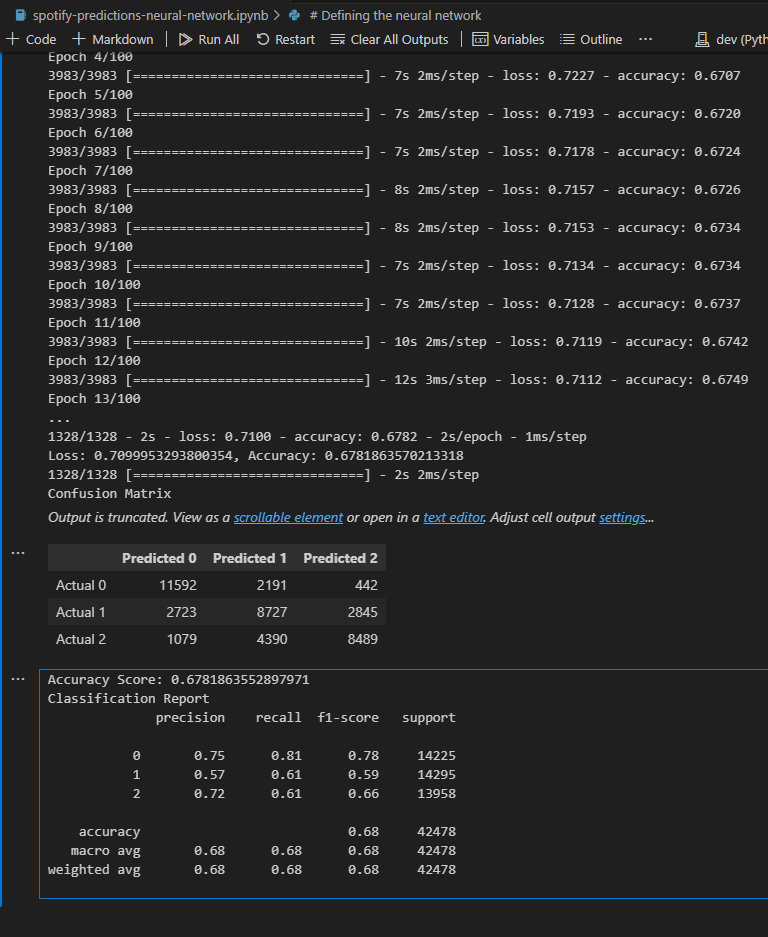 spotify-predictions-neural-network.ipynb > # Defining the neural network
+ Code + Markdown | Run All Restart Clear All Outputs | Variables Outline ... dev (Pyth
Epoch 4/100
3983/3983 [==============================] - 7s 2ms/step - loss: 0.7227 - accuracy: 0.6707
Epoch 5/100
3983/3983 [==============================] - 7s 2ms/step - loss: 0.7193 - accuracy: 0.6720
Epoch 6/100
3983/3983 [==============================] - 7s 2ms/step - loss: 0.7178 - accuracy: 0.6724
Epoch 7/100
3983/3983 [==============================] - 8s 2ms/step - loss: 0.7157 - accuracy: 0.6726
Epoch 8/100
3983/3983 [==============================] - 8s 2ms/step - loss: 0.7153 - accuracy: 0.6734
Epoch 9/100
3983/3983 [==============================] - 7s 2ms/step - loss: 0.7134 - accuracy: 0.6734
Epoch 10/100
3983/3983 [==============================] - 7s 2ms/step - loss: 0.7128 - accuracy: 0.6737
Epoch 11/100
3983/3983 [==============================] - 10s 2ms/step - loss: 0.7119 - accuracy: 0.6742
Epoch 12/100
3983/3983 [==============================] - 12s 3ms/step - loss: 0.7112 - accuracy: 0.6749
Epoch 13/100
...
1328/1328 - 2s - loss: 0.7100 - accuracy: 0.6782 - 2s/epoch - 1ms/step
Loss: 0.7099953293800354, Accuracy: 0.6781863570213318
1328/1328 [==============================] - 2s 2ms/step
Confusion Matrix
Output is truncated. View as a scrollable element or open in a text editor. Adjust cell output settings...
...
Predicted 0 Predicted 1 Predicted 2
Actual 0 11592 2191 442
Actual 1 2723 8727 2845
Actual 2 1079 4390 8489
...
Accuracy Score: 0.6781863552897971
Classification Report
precision recall f1-score support
0 0.75 0.81 0.78 14225
1 0.57 0.61 0.59 14295
2 0.72 0.61 0.66 13958
accuracy 0.68 42478
macro avg 0.68 0.68 0.68 42478
weighted avg 0.68 0.68 0.68 42478